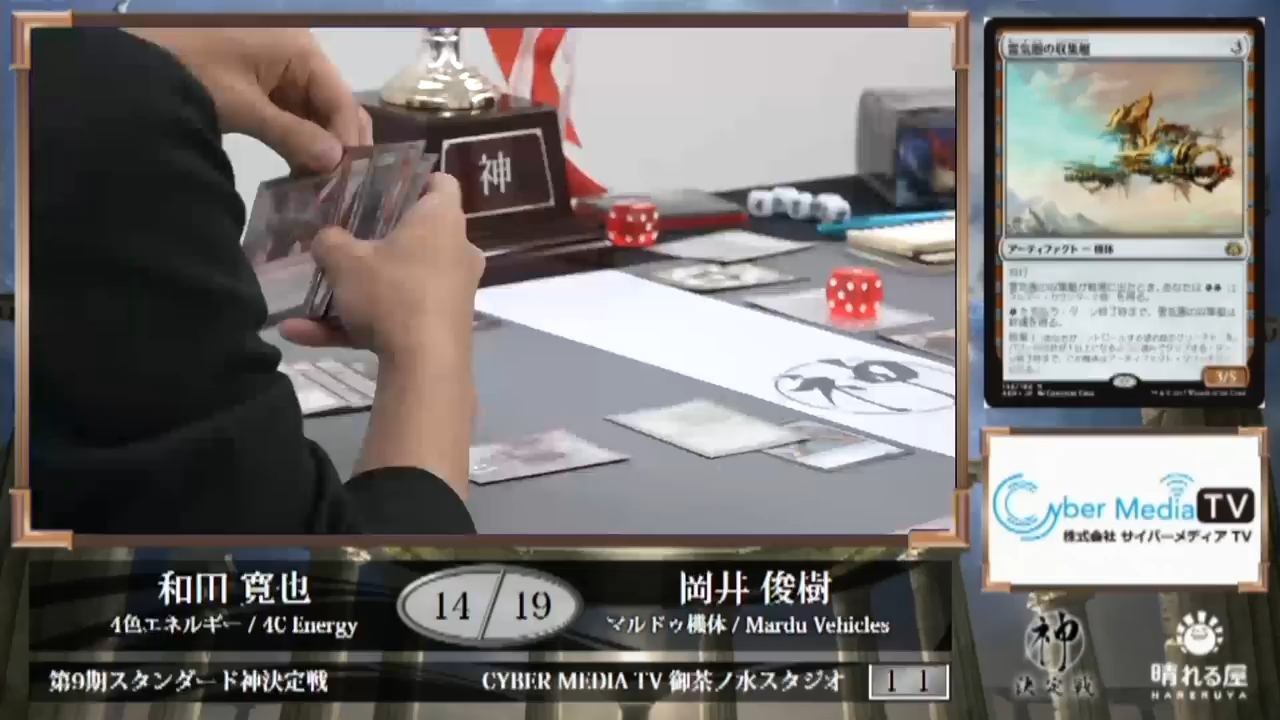 神
霊気圏の収集艇 3
アーティファクト — 機体
飛行
3/5
Cyber Media TV
株式会社 サイバーメディア TV
和田 寛也
14 / 19
岡井 俊樹
4色エネルギー / 4C Energy
マルドゥ機体 / Mardu Vehicles
第9期スタンダード神決定戦
CYBER MEDIA TV 御茶ノ水スタジオ
1 1
神
決定戦
晴れる屋
HARERUYA